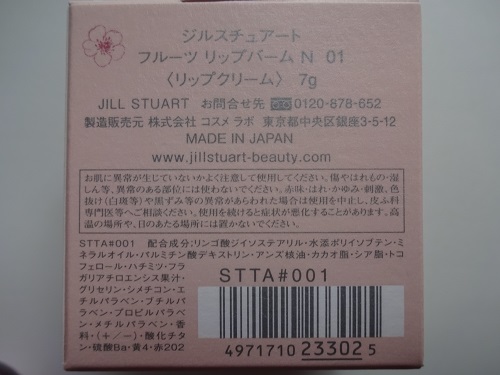 ジルスチュアート
フルーツ リップバーム N 01
〈リップクリーム〉 7g
JILL STUART お問合せ先 0120-878-652
製造販売元 株式会社 コスメ ラボ 東京都中央区銀座3-5-12
MADE IN JAPAN
www.jillstuart-beauty.com
お肌に異常が生じていないかよく注意して使用してください。傷やはれもの・湿
しん等、異常のある部位には使わないでください。赤味・はれ・かゆみ・刺激、色
抜け(白斑等)や黒ずみ等の異常があらわれた場合は使用を中止し、皮ふ科
専門医等へご相談ください。使用を続けると症状が悪化することがあります。高
温の場所や、日のあたる場所には置かないでください。
STTA#001 配合成分;リンゴ酸ジイソステアリル・水添ポリイソブテン・ミ
ネラルオイル・パルミチン酸デキストリン・アンズ核油・カカオ脂・シア脂・トコ
フェロール・ハチミツ・フラ
ガリアチロエンシス果汁・
グリセリン・シメチコン・エ
チルパラベン・ブチルパ
ラベン・プロピルパラベ
ン・メチルパラベン・香
料・(+/-)・酸化チタ
ン・硫酸Ba・黄4・赤202
STTA#001
4971710 23302 5